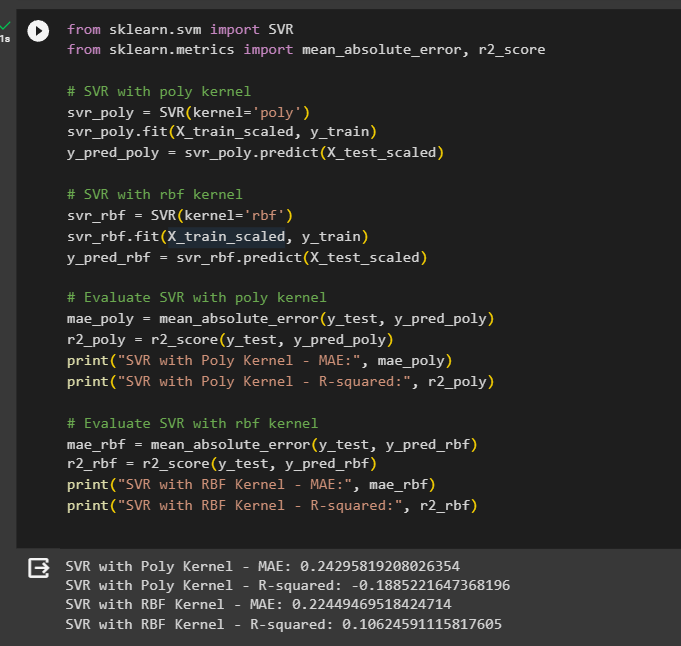 1s
from sklearn.svm import SVR
from sklearn.metrics import mean_absolute_error, r2_score
# SVR with poly kernel
svr_poly = SVR(kernel='poly')
svr_poly.fit(X_train_scaled, y_train)
y_pred_poly = svr_poly.predict(X_test_scaled)
# SVR with rbf kernel
svr_rbf = SVR(kernel='rbf')
svr_rbf.fit(X_train_scaled, y_train)
y_pred_rbf = svr_rbf.predict(X_test_scaled)
# Evaluate SVR with poly kernel
mae_poly = mean_absolute_error(y_test, y_pred_poly)
r2_poly = r2_score(y_test, y_pred_poly)
print("SVR with Poly Kernel - MAE:", mae_poly)
print("SVR with Poly Kernel - R-squared:", r2_poly)
# Evaluate SVR with rbf kernel
mae_rbf = mean_absolute_error(y_test, y_pred_rbf)
r2_rbf = r2_score(y_test, y_pred_rbf)
print("SVR with RBF Kernel - MAE:", mae_rbf)
print("SVR with RBF Kernel - R-squared:", r2_rbf)
SVR with Poly Kernel - MAE: 0.24295819208026354
SVR with Poly Kernel - R-squared: -0.1885221647368196
SVR with RBF Kernel - MAE: 0.22449469518424714
SVR with RBF Kernel - R-squared: 0.10624591115817605